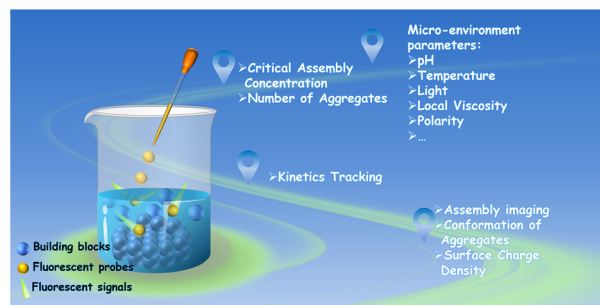 Micro-environment
parameters:
➢pH
➢Temperature
➢Light
➢Local Viscosity
➢Polarity
➢...
➢Critical Assembly
Concentration
➢Number of Aggregates
➢Kinetics Tracking
➢Assembly imaging
➢Conformation of
Aggregates
➢Surface Charge
Density
Building blocks
Fluorescent probes
Fluorescent signals